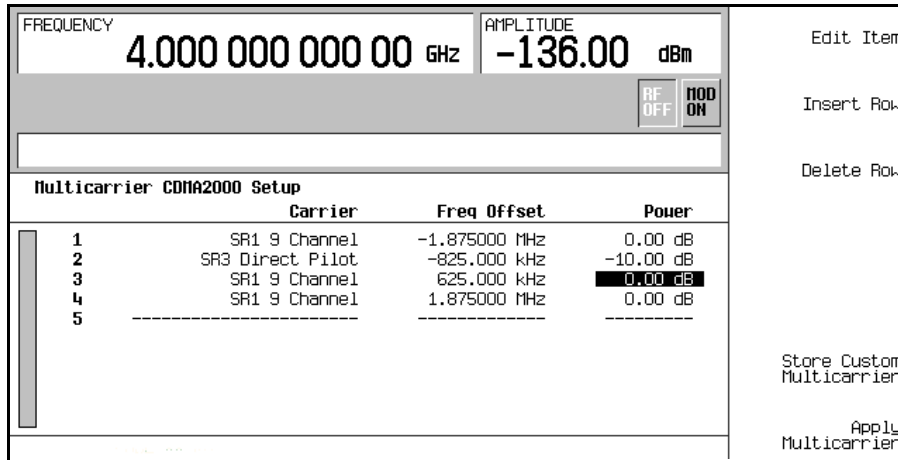 FREQUENCY
4.000 000 000 00 GHz
AMPLITUDE
-136.00 dBm
RF OFF
MOD ON
Multicarrier CDMA2000 Setup
Carrier Freq Offset Power
1 SR1 9 Channel -1.875000 MHz 0.00 dB
2 SR3 Direct Pilot -825.000 kHz -10.00 dB
3 SR1 9 Channel 625.000 kHz 0.00 dB
4 SR1 9 Channel 1.875000 MHz 0.00 dB
5 ----------------------- ------------- ---------
Edit Item
Insert Row
Delete Row
Store Custom
Multicarrier
Apply
Multicarrier